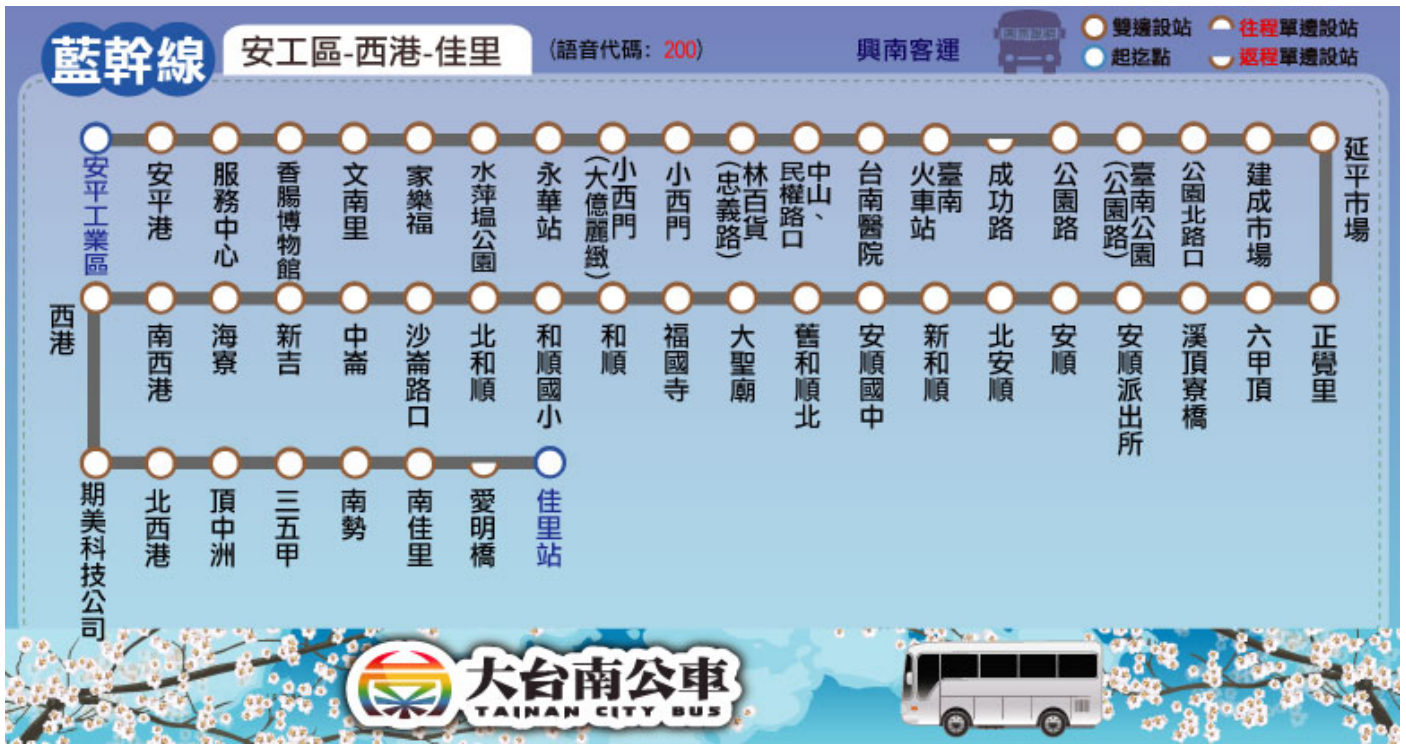 藍幹線
安工區-西港-佳里
(語音代碼: 200)
興南客運
雙邊設站
往程單邊設站
起迄點
返程單邊設站
安平工業區
安平港
服務中心
香腸博物館
文南里
家樂福
水萍塭公園
永華站
小西門
(大億麗緻)
小西門
林百貨
(忠義路)
中山、
民權路口
台南醫院
臺南
火車站
成功路
公園路
臺南公園
(公園路)
公園北路口
建成市場
延平市場
西港
南西港
海寮
新吉
中崙
沙崙路口
北和順
和順國小
和順
福國寺
大聖廟
舊和順北
安順國中
新和順
北安順
安順
安順派出所
溪頂寮橋
六甲頂
正覺里
期美科技公司
北西港
頂中洲
三五甲
南勢
南佳里
愛明橋
佳里站
大台南公車
TAINAN CITY BUS